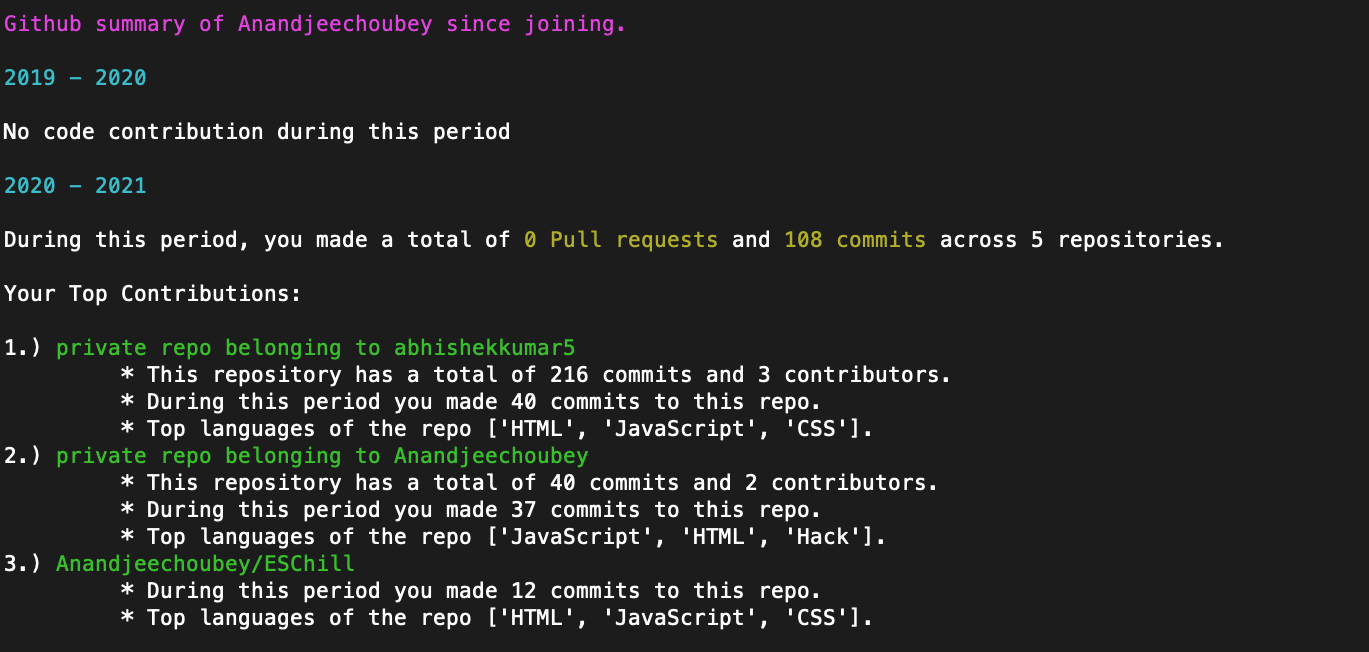 Github summary of Anandjeechoubey since joining.
2019 - 2020
No code contribution during this period
2020 - 2021
During this period, you made a total of 0 Pull requests and 108 commits across 5 repositories.
Your Top Contributions:
1.) private repo belonging to abhishekkumar5
* This repository has a total of 216 commits and 3 contributors.
* During this period you made 40 commits to this repo.
* Top languages of the repo ['HTML', 'JavaScript', 'CSS'].
2.) private repo belonging to Anandjeechoubey
* This repository has a total of 40 commits and 2 contributors.
* During this period you made 37 commits to this repo.
* Top languages of the repo ['JavaScript', 'HTML', 'Hack'].
3.) Anandjeechoubey/ESChill
* During this period you made 12 commits to this repo.
* Top languages of the repo ['HTML', 'JavaScript', 'CSS'].